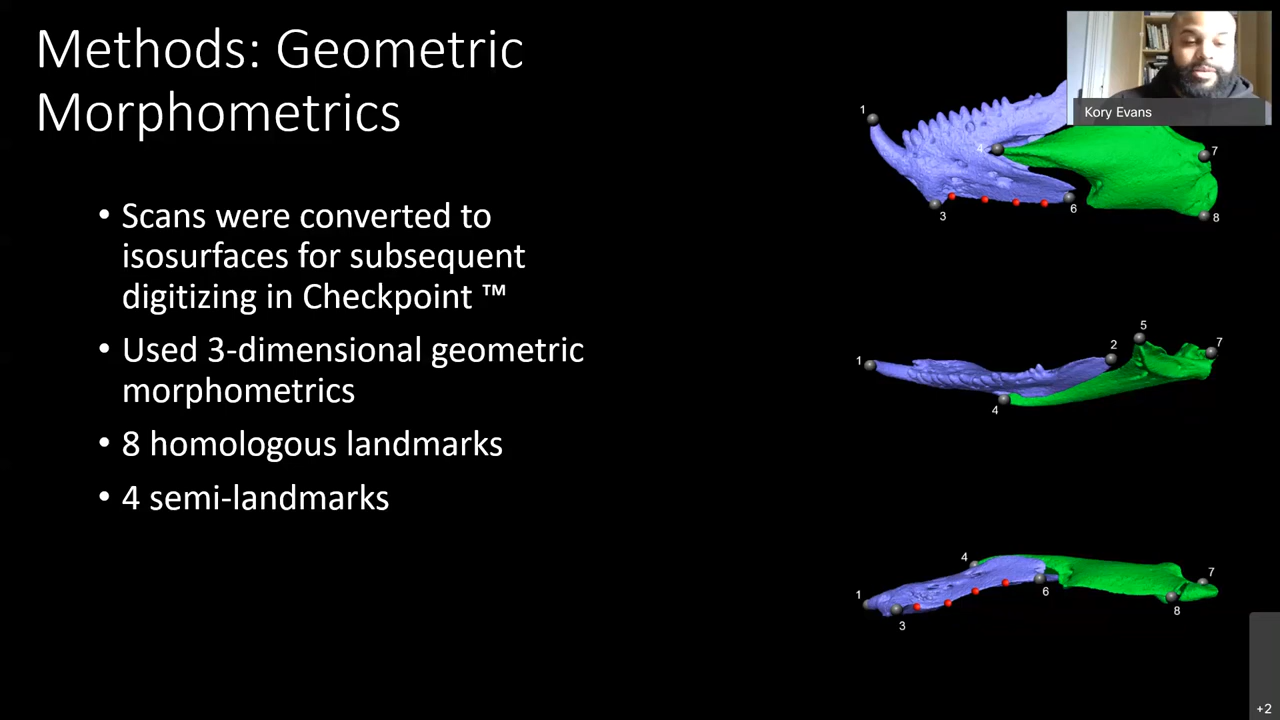 Methods: Geometric
Morphometrics
• Scans were converted to
isosurfaces for subsequent
digitizing in Checkpoint ™
• Used 3-dimensional geometric
morphometrics
• 8 homologous landmarks
• 4 semi-landmarks
Kory Evans
1
4
7
3
6
8
5
2
7
1
4
4
7
1
6
3
8
+2